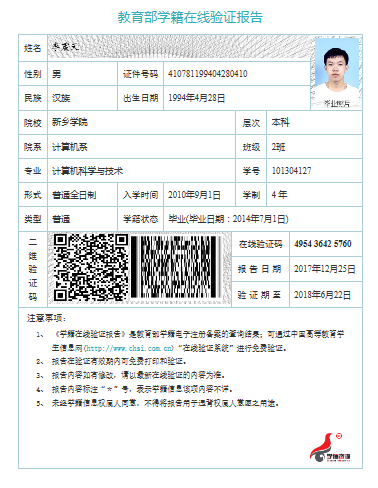 教育部学籍在线验证报告
姓名
性别 男 证件号码 410781199404280410
民族 汉族 出生日期 1994年4月28日
毕业照片
院校 新乡学院 层次 本科
院系 计算机系 班级 2班
专业 计算机科学与技术 学号 101304127
形式 普通全日制 入学时间 2010年9月1日 学制 4 年
类型 普通 学籍状态 毕业(毕业日期：2014年7月1日)
二维验证码
在线验证码 4954 3642 5760
报告日期 2017年12月25日
验证期至 2018年6月22日
注意事项：
1、《学籍在线验证报告》是教育部学籍电子注册备案的查询结果；可通过中国高等教育学
生信息网(http://www.chsi.com.cn)“在线验证系统”进行免费验证。
2、报告在验证有效期内可免费打印和验证。
3、报告内容如有修改，请以最新在线验证的内容为准。
4、报告内容标注“*”号，表示学籍信息该项内容不详。
5、未经学籍信息权属人同意，不得将报告用于违背权属人意愿之用途。
学信咨询